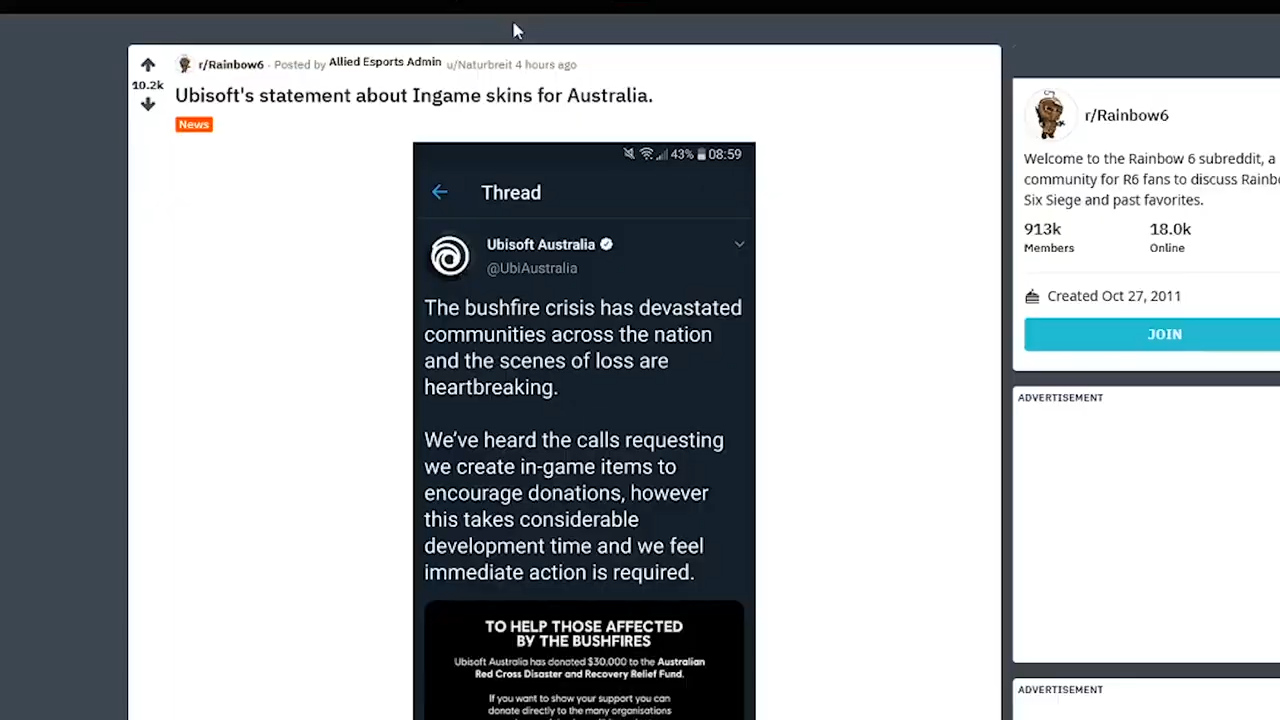 r/Rainbow6 · Posted by Allied Esports Admin u/Naturbreit 4 hours ago
10.2k
Ubisoft's statement about Ingame skins for Australia.
News
43% 08:59
Thread
Ubisoft Australia
@UbiAustralia
The bushfire crisis has devastated
communities across the nation
and the scenes of loss are
heartbreaking.
We've heard the calls requesting
we create in-game items to
encourage donations, however
this takes considerable
development time and we feel
immediate action is required.
TO HELP THOSE AFFECTED
BY THE BUSHFIRES
Ubisoft Australia has donated $30,000 to the Australian
Red Cross Disaster and Recovery Relief Fund.
If you want to show your support you can
donate directly to the many organisations
r/Rainbow6
Welcome to the Rainbow 6 subreddit, a
community for R6 fans to discuss Rainbo
Six Siege and past favorites.
913k 18.0k
Members Online
Created Oct 27, 2011
JOIN
ADVERTISEMENT
ADVERTISEMENT